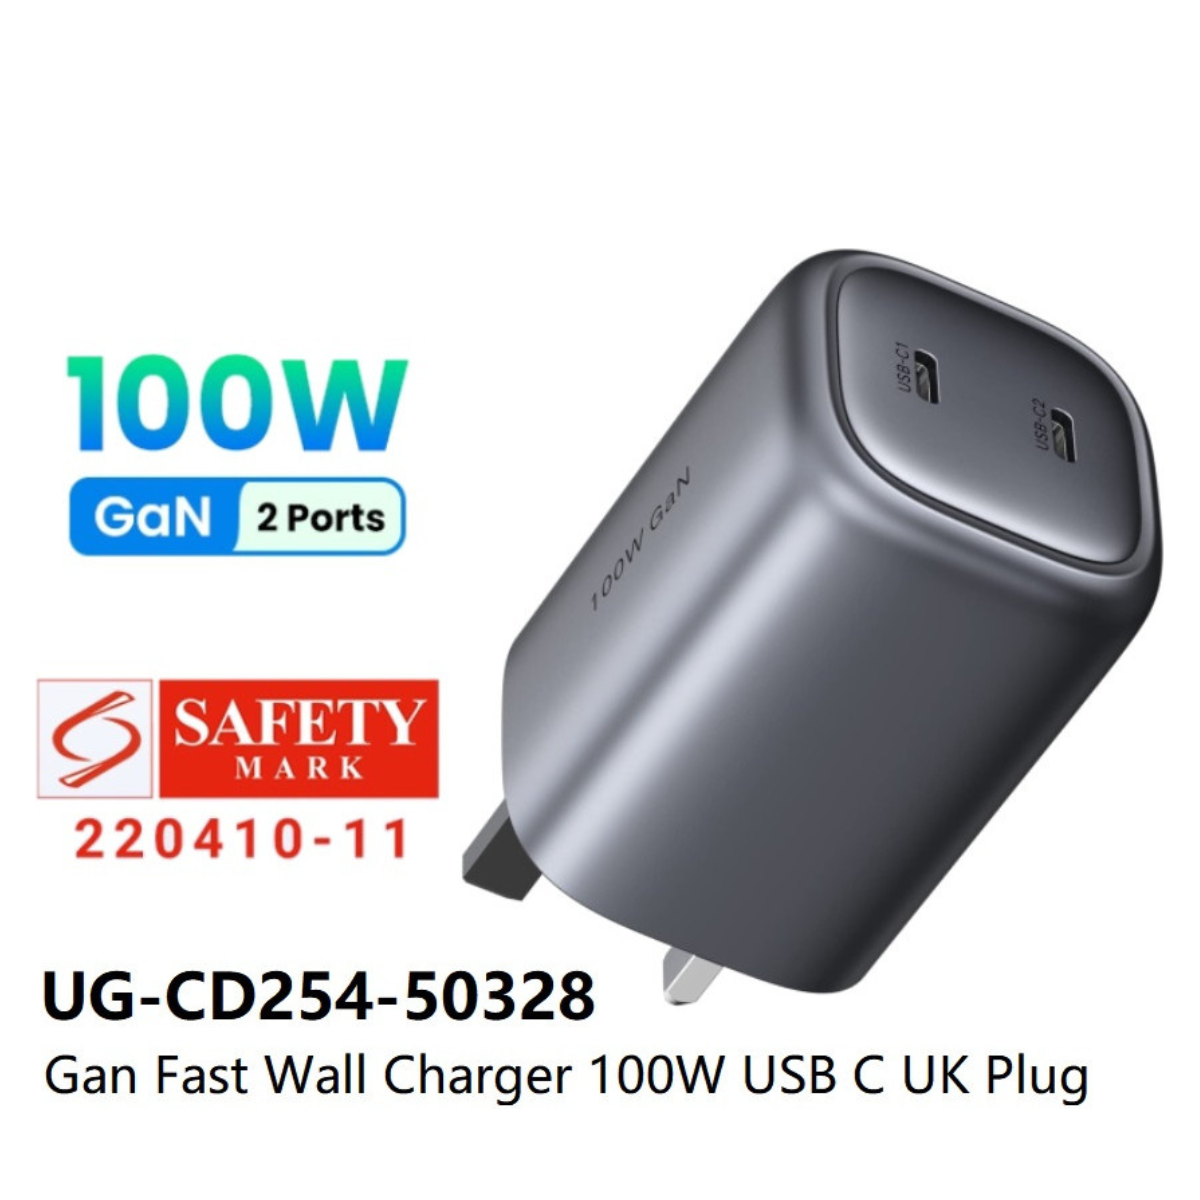 100W
GaN
2 Ports
SAFETY
MARK
220410-11
100W GaN
USB-C1
USB-C2
UG-CD254-50328
Gan Fast Wall Charger 100W USB C UK Plug